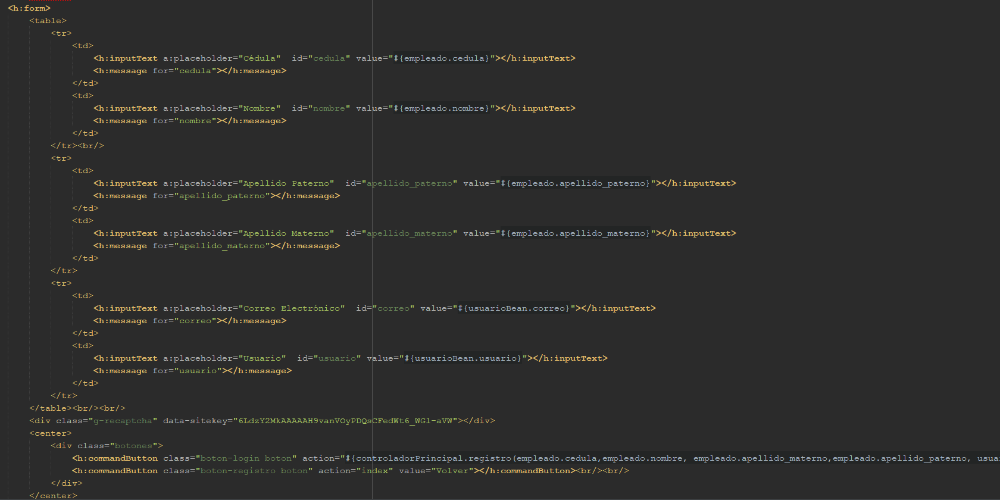 <h:form>
<table>
<tr>
<td>
<h:inputText a:placeholder="Cédula"  id="cedula" value="#{empleado.cedula}"></h:inputText>
<h:message for="cedula"></h:message>
</td>
<td>
<h:inputText a:placeholder="Nombre"  id="nombre" value="#{empleado.nombre}"></h:inputText>
<h:message for="nombre"></h:message>
</td>
</tr><br/>
<tr>
<td>
<h:inputText a:placeholder="Apellido Paterno"  id="apellido_paterno" value="#{empleado.apellido_paterno}"></h:inputText>
<h:message for="apellido_paterno"></h:message>
</td>
<td>
<h:inputText a:placeholder="Apellido Materno"  id="apellido_materno" value="#{empleado.apellido_materno}"></h:inputText>
<h:message for="apellido_materno"></h:message>
</td>
</tr>
<tr>
<td>
<h:inputText a:placeholder="Correo Electrónico"  id="correo" value="#{usuarioBean.correo}"></h:inputText>
<h:message for="correo"></h:message>
</td>
<td>
<h:inputText a:placeholder="Usuario"  id="usuario" value="#{usuarioBean.usuario}"></h:inputText>
<h:message for="usuario"></h:message>
</td>
</tr>
</table><br/><br/>
<div class="g-recaptcha" data-sitekey="6LdzY2MkAAAAAH9vanVOyPDQsCFedWt6_WGl-aVW"></div>
<center>
<div class="botones">
<h:commandButton class="boton-login boton" action="#{controladorPrincipal.registro(empleado.cedula,empleado.nombre, empleado.apellido_materno,empleado.apellido_paterno, usua
<h:commandButton class="boton-registro boton" action="index" value="Volver"></h:commandButton><br/><br/>
</div>
</center>